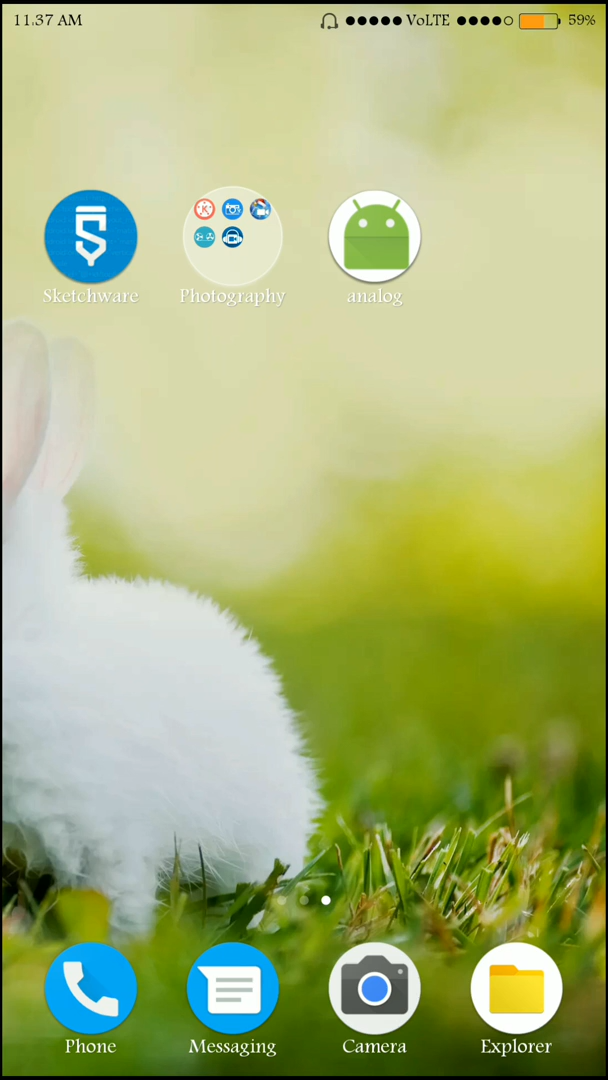 11.37 AM VoLTE 59%
Sketchware Photography analog
Phone Messaging Camera Explorer